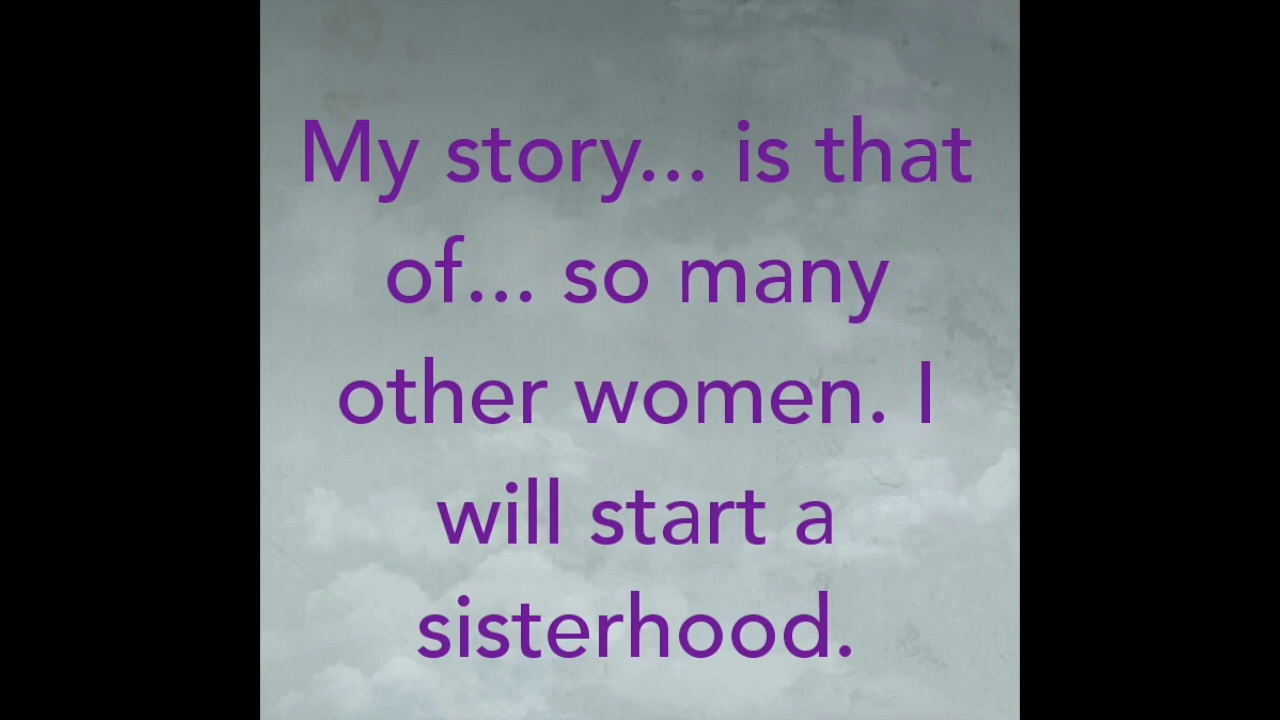 My story... is that
of... so many
other women. I
will start a
sisterhood.